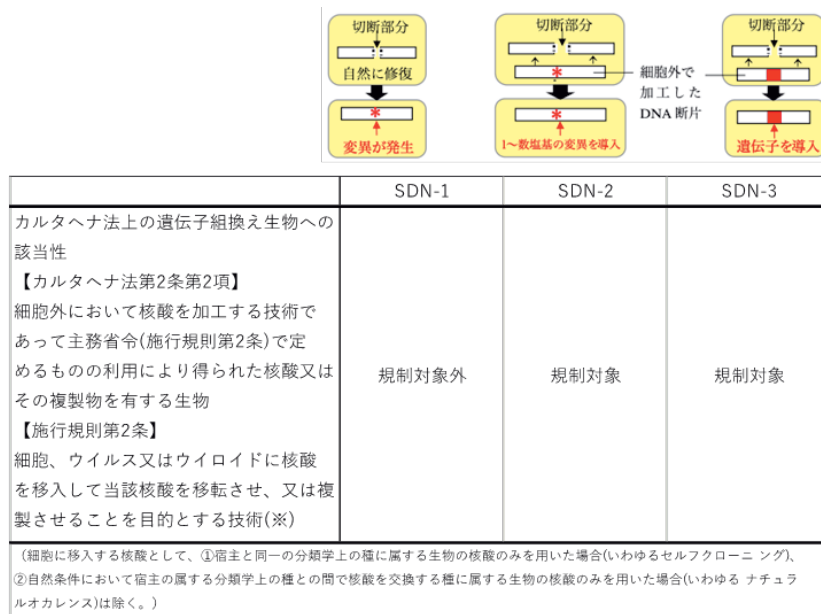 切断部分
自然に修復
変異が発生
切断部分
1～数塩基の変異を導入
細胞外で
加工した
DNA断片
切断部分
遺伝子を導入
SDN-1 SDN-2 SDN-3
カルタヘナ法上の遺伝子組換え生物への
該当性
【カルタヘナ法第2条第2項】
細胞外において核酸を加工する技術で
あって主務省令(施行規則第2条)で定
めるものの利用により得られた核酸又は
その複製物を有する生物
【施行規則第2条】
細胞、ウイルス又はウイロイドに核酸
を移入して当該核酸を移転させ、又は複
製させることを目的とする技術(※)
規制対象外 規制対象 規制対象
（細胞に移入する核酸として、①宿主と同一の分類学上の種に属する生物の核酸のみを用いた場合(いわゆるセルフクローニ ング)、
②自然条件において宿主の属する分類学上の種との間で核酸を交換する種に属する生物の核酸のみを用いた場合(いわゆる ナチュラ
ルオカレンス)は除く。）